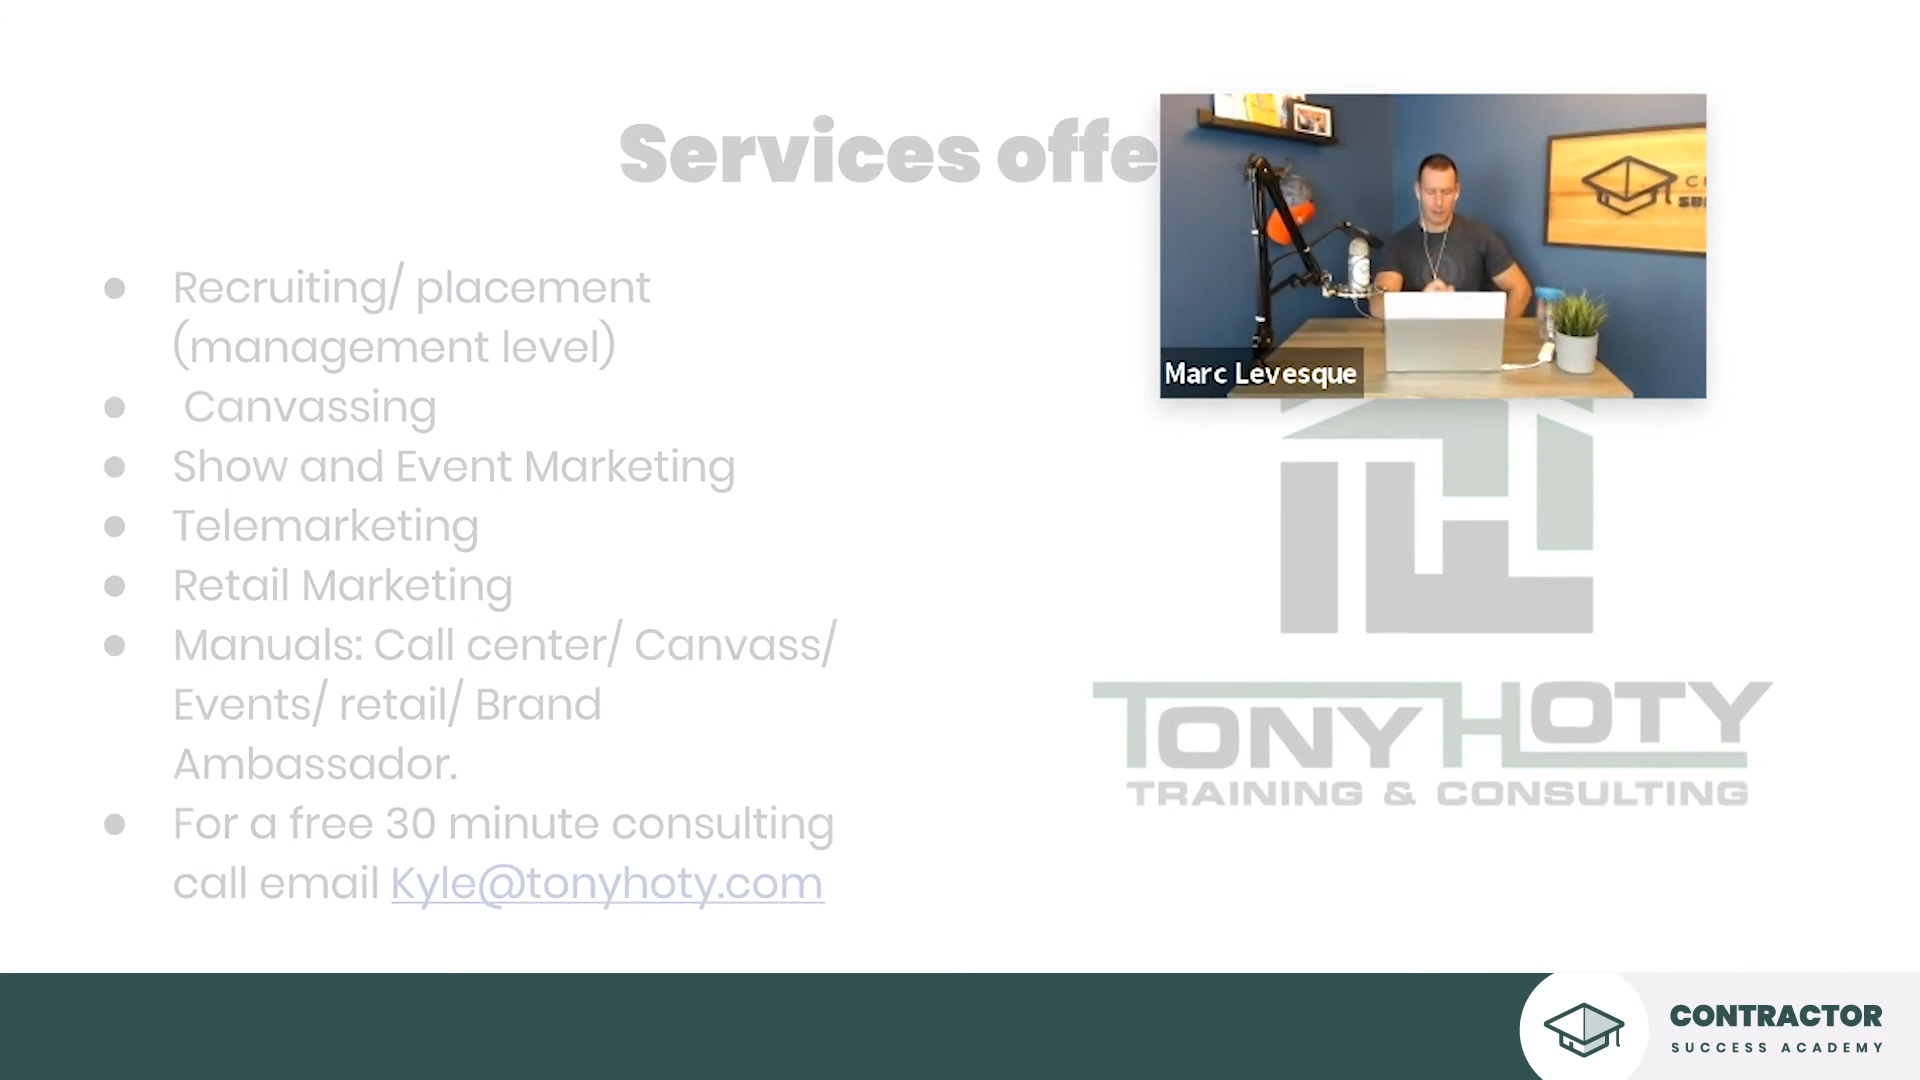 Services offe
● Recruiting/ placement
(management level)
● Canvassing
● Show and Event Marketing
● Telemarketing
● Retail Marketing
● Manuals: Call center/ Canvass/
Events/ retail/ Brand
Ambassador.
● For a free 30 minute consulting
call email Kyle@tonyhoty.com
Marc Levesque
TONY HOTY
TRAINING & CONSULTING
CONTRACTOR
SUCCESS ACADEMY